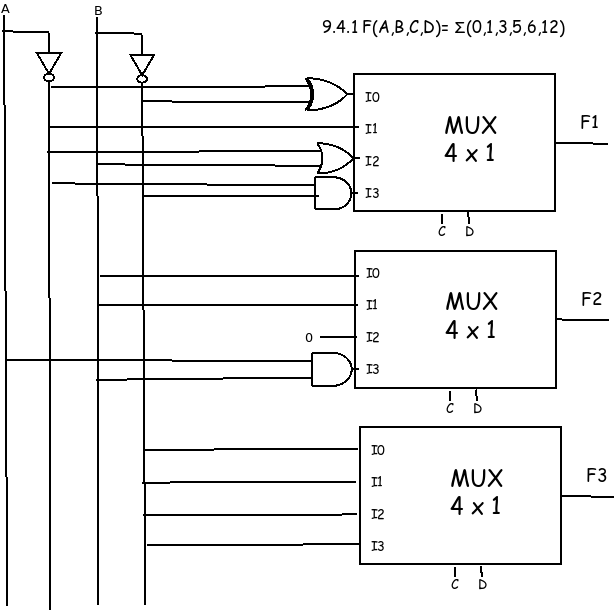 A B
9.4.1 F(A,B,C,D)= Σ(0,1,3,5,6,12)
I0
I1
I2
I3
MUX
4 x 1
F1
C D
I0
I1
0 I2
I3
MUX
4 x 1
F2
C D
I0
I1
I2
I3
MUX
4 x 1
F3
C D